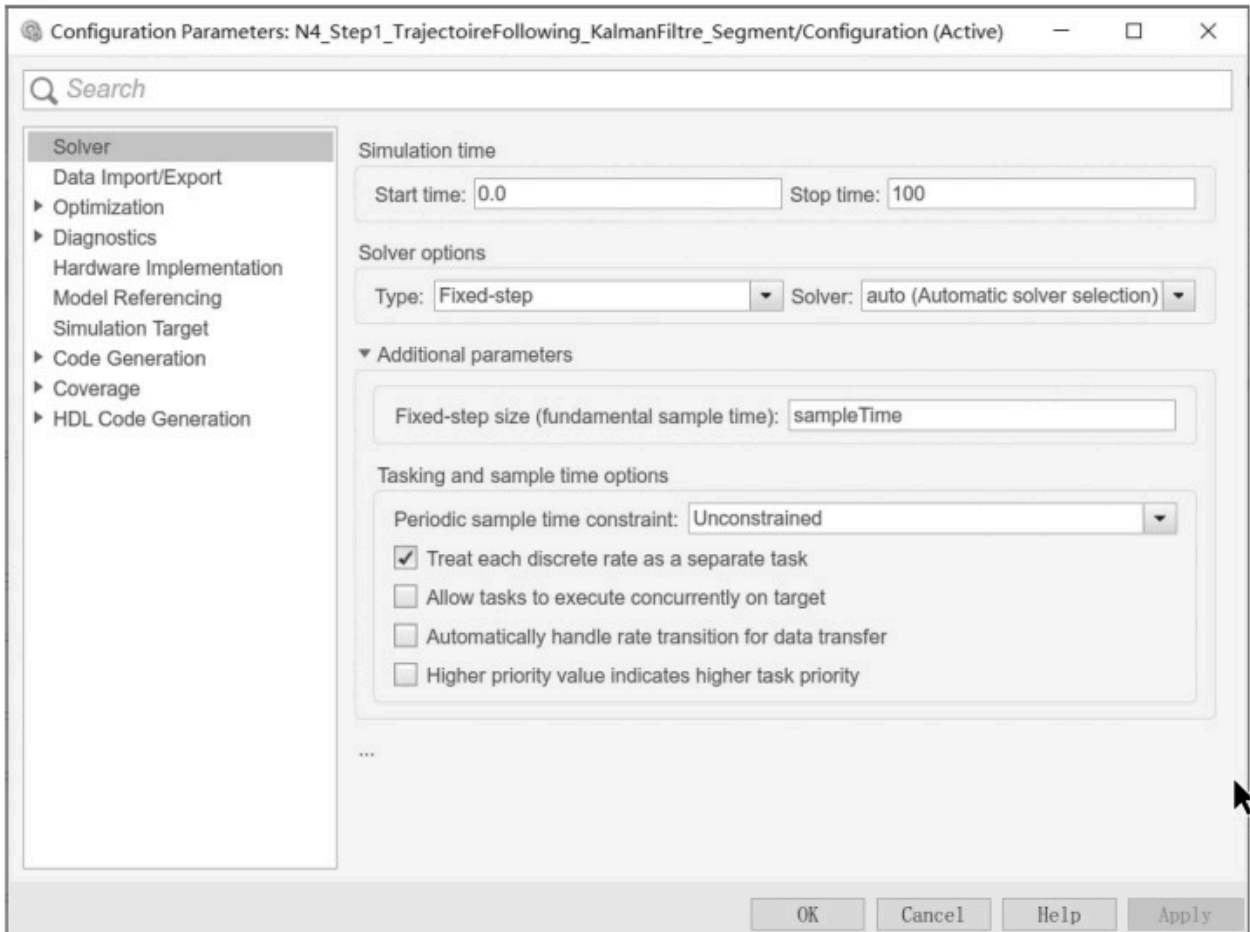 Configuration Parameters: N4_Step1_TrajectoireFollowing_KalmanFiltre_Segment/Configuration (Active)
Search
Solver
Data Import/Export
Optimization
Diagnostics
Hardware Implementation
Model Referencing
Simulation Target
Code Generation
Coverage
HDL Code Generation
Simulation time
Start time: 0.0 Stop time: 100
Solver options
Type: Fixed-step Solver: auto (Automatic solver selection)
Additional parameters
Fixed-step size (fundamental sample time): sampleTime
Tasking and sample time options
Periodic sample time constraint: Unconstrained
Treat each discrete rate as a separate task
Allow tasks to execute concurrently on target
Automatically handle rate transition for data transfer
Higher priority value indicates higher task priority
...
OK Cancel Help Apply